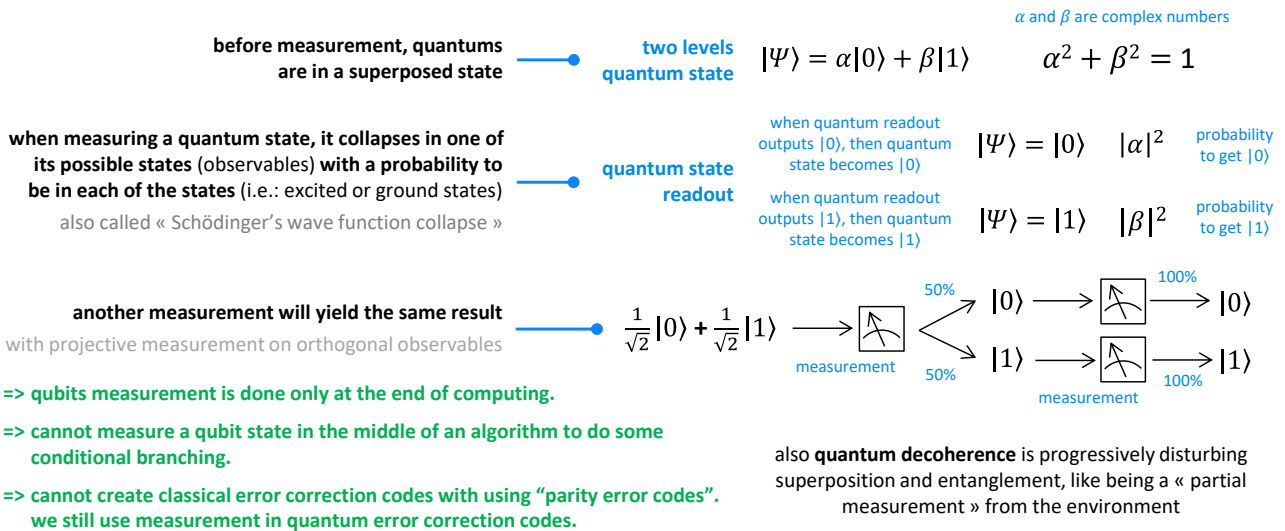 α and β are complex numbers
before measurement, quantums
are in a superposed state
two levels
quantum state
|Ψ⟩ = α|0⟩ + β|1⟩
α² + β² = 1
when measuring a quantum state, it collapses in one of
its possible states (observables) with a probability to
be in each of the states (i.e.: excited or ground states)
also called « Schödinger's wave function collapse »
quantum state
readout
when quantum readout
outputs |0⟩, then quantum
state becomes |0⟩
|Ψ⟩ = |0⟩
|α|²
probability
to get |0⟩
when quantum readout
outputs |1⟩, then quantum
state becomes |1⟩
|Ψ⟩ = |1⟩
|β|²
probability
to get |1⟩
another measurement will yield the same result
with projective measurement on orthogonal observables
1/√2 |0⟩ + 1/√2 |1⟩
measurement
50%
|0⟩
100%
|0⟩
50%
|1⟩
100%
|1⟩
measurement
=> qubits measurement is done only at the end of computing.
=> cannot measure a qubit state in the middle of an algorithm to do some
conditional branching.
=> cannot create classical error correction codes with using “parity error codes”.
we still use measurement in quantum error correction codes.
also quantum decoherence is progressively disturbing
superposition and entanglement, like being a « partial
measurement » from the environment